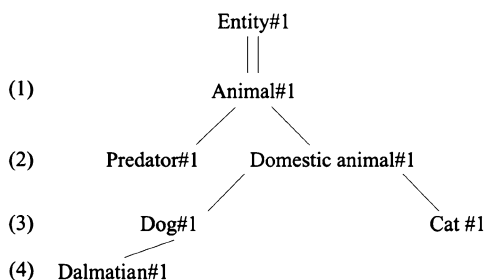 Entity#1
(1) Animal#1
(2) Predator#1 Domestic animal#1
(3) Dog#1 Cat #1
(4) Dalmatian#1